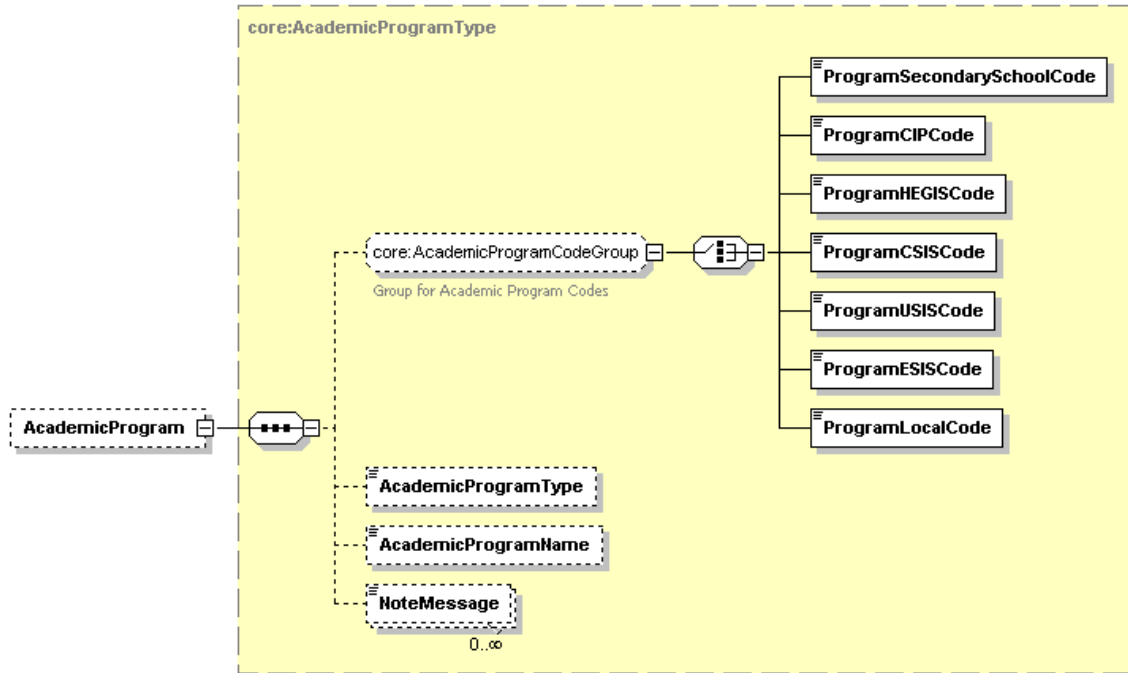 core:AcademicProgramType
ProgramSecondarySchoolCode
ProgramCIPCode
ProgramHEGISCode
core:AcademicProgramCodeGroup
ProgramCSISCode
Group for Academic Program Codes
ProgramUSISCode
ProgramESISCode
AcademicProgram
ProgramLocalCode
AcademicProgramType
AcademicProgramName
NoteMessage
0..∞